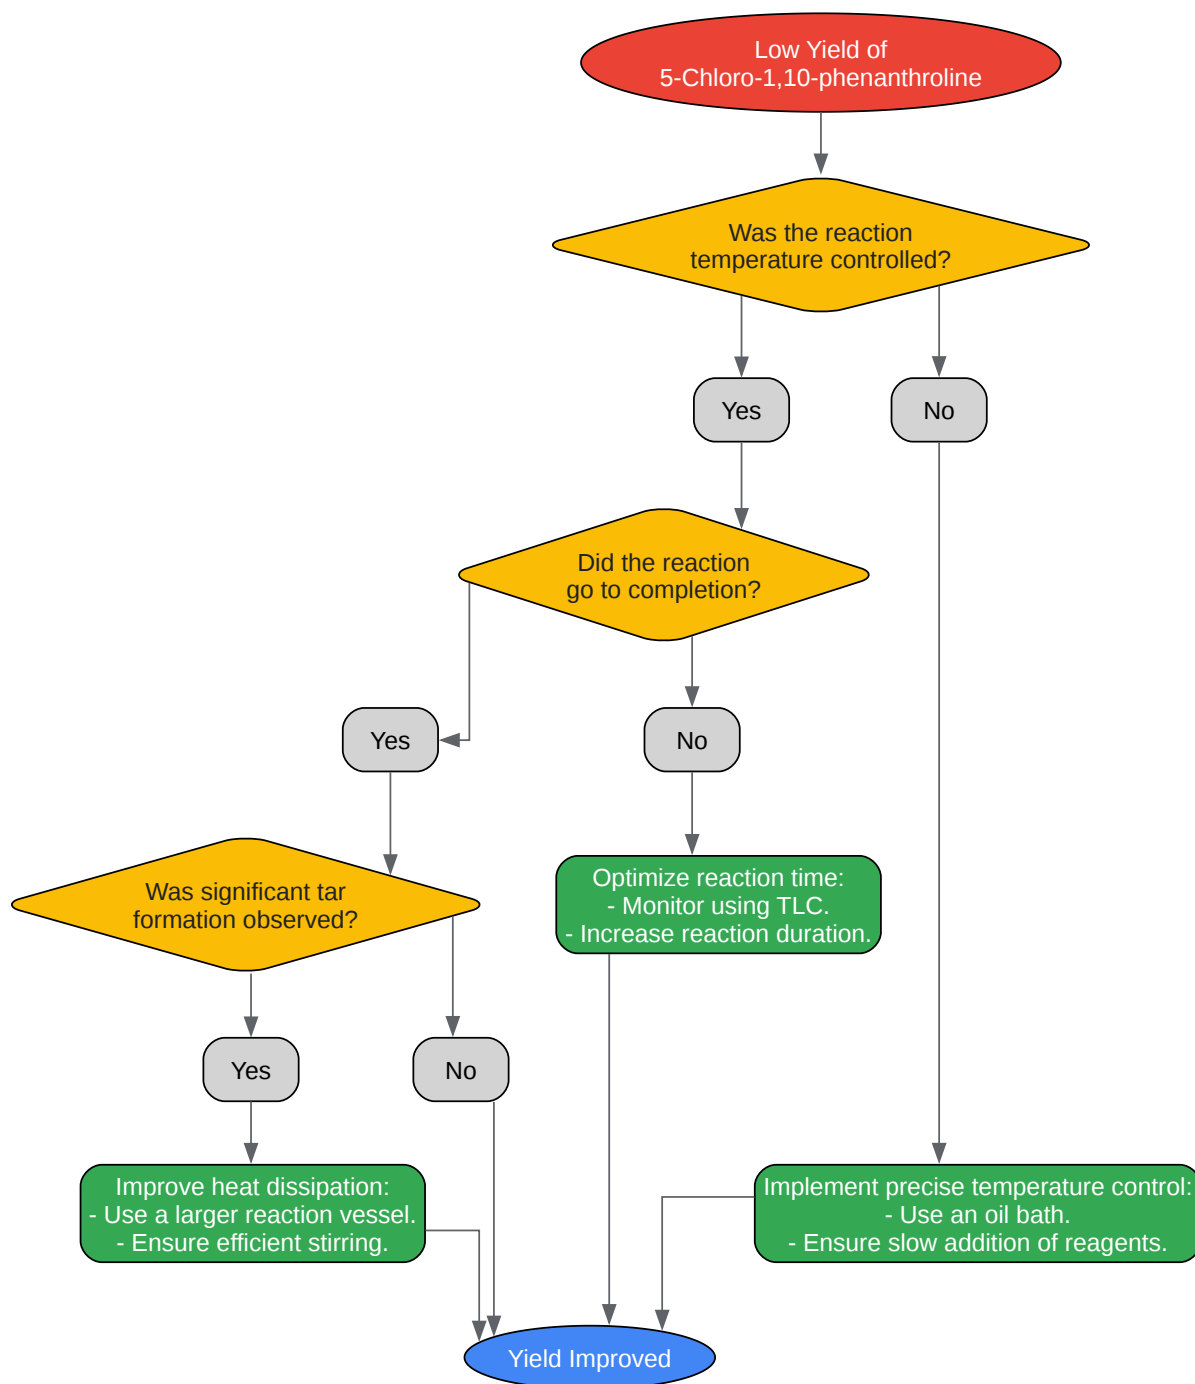 Low Yield of
5-Chloro-1,10-phenanthroline
Was the reaction
temperature controlled?
Yes
No
Did the reaction
go to completion?
Yes
No
Was significant tar
formation observed?
Optimize reaction time:
- Monitor using TLC.
- Increase reaction duration.
Yes
No
Improve heat dissipation:
- Use a larger reaction vessel.
- Ensure efficient stirring.
Implement precise temperature control:
- Use an oil bath.
- Ensure slow addition of reagents.
Yield Improved